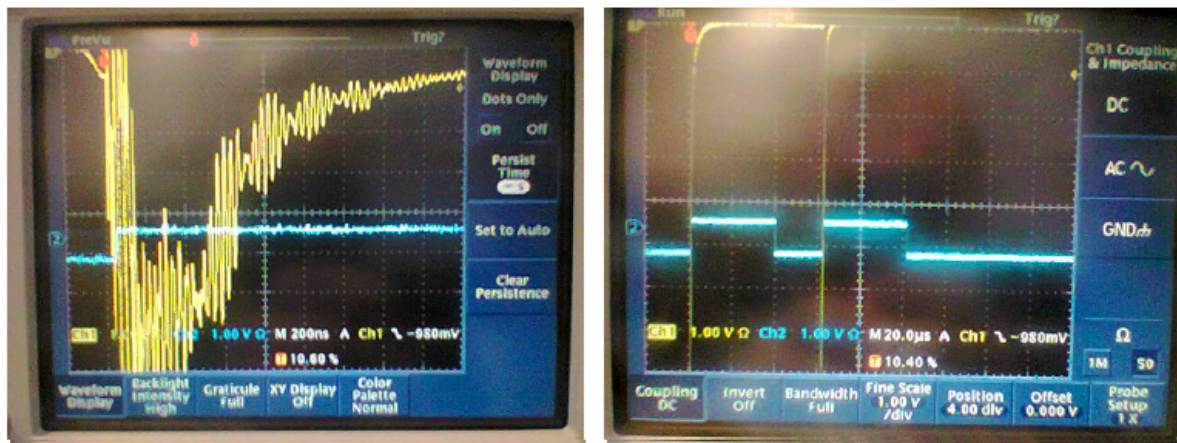 PreVu
Trig?
Waveform
Display
Dots Only
On Off
Persist
Time
Set to Auto
Clear
Persistence
2
Ch1 Ch2 1.00 V Ω M 200ns A Ch1 -980mV
T 10.60 %
Waveform
Display
Backlight
Intensity
High
Graticule
Full
XY Display
Off
Color
Palette
Normal
Run
Trig?
Ch1 Coupling
& Impedance
DC
AC
GND
Ω
1M 50
2
Ch1 1.00 V Ω Ch2 1.00 V Ω M 20.0µs A Ch1 -980mV
T 10.40 %
Coupling
DC
Invert
Off
Bandwidth
Full
Fine Scale
1.00 V
/div
Position
4.00 div
Offset
0.000 V
Probe
Setup
1 X